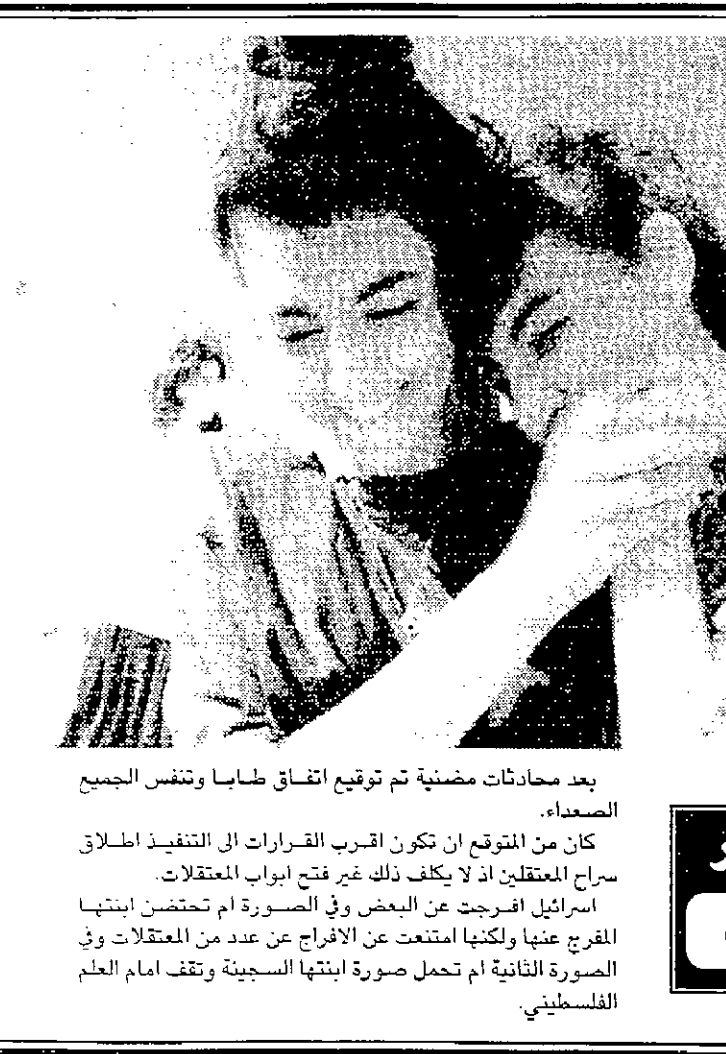 بعد محادثات مضنية تم توقيع اتفاق طابا وتنفس الجميع
الصعداء.
كان من المتوقع ان تكون اقرب القرارات الى التنفيذ اطلاق
سراح المعتقلين اذ لا يكلف ذلك غير فتح ابواب المعتقلات.
اسرائيل افرجت عن البعض وفي الصورة ام تحتضن ابنتها
المفرج عنها ولكنها امتنعت عن الافراج عن عدد من المعتقلات وفي
الصورة الثانية ام تحمل صورة ابنتها السجينة وتقف امام العلم
الفلسطيني.